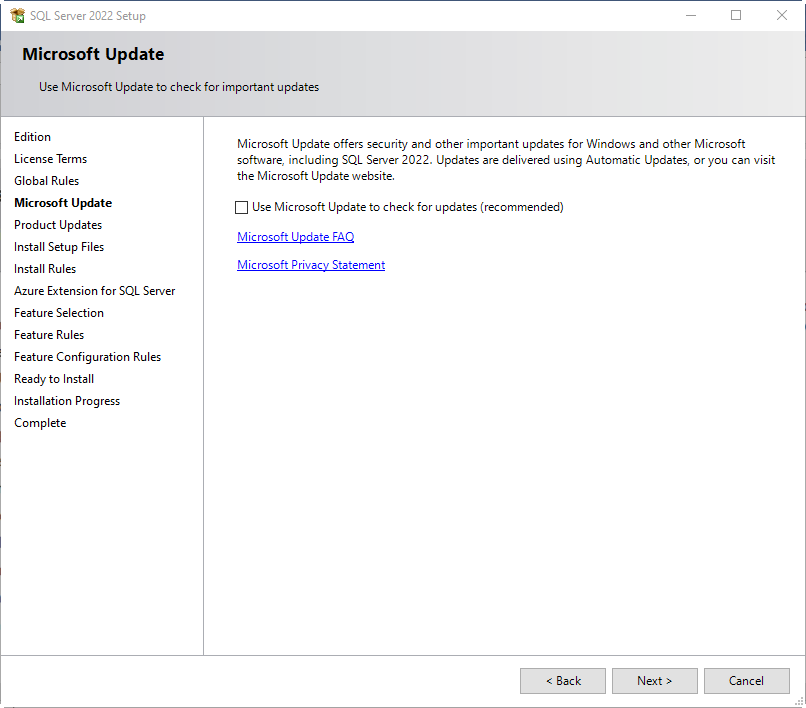 SQL Server 2022 Setup
Microsoft Update
Use Microsoft Update to check for important updates
Edition
License Terms
Global Rules
Microsoft Update
Product Updates
Install Setup Files
Install Rules
Azure Extension for SQL Server
Feature Selection
Feature Rules
Feature Configuration Rules
Ready to Install
Installation Progress
Complete
Microsoft Update offers security and other important updates for Windows and other Microsoft
software, including SQL Server 2022. Updates are delivered using Automatic Updates, or you can visit
the Microsoft Update website.
Use Microsoft Update to check for updates (recommended)
Microsoft Update FAQ
Microsoft Privacy Statement
< Back
Next >
Cancel